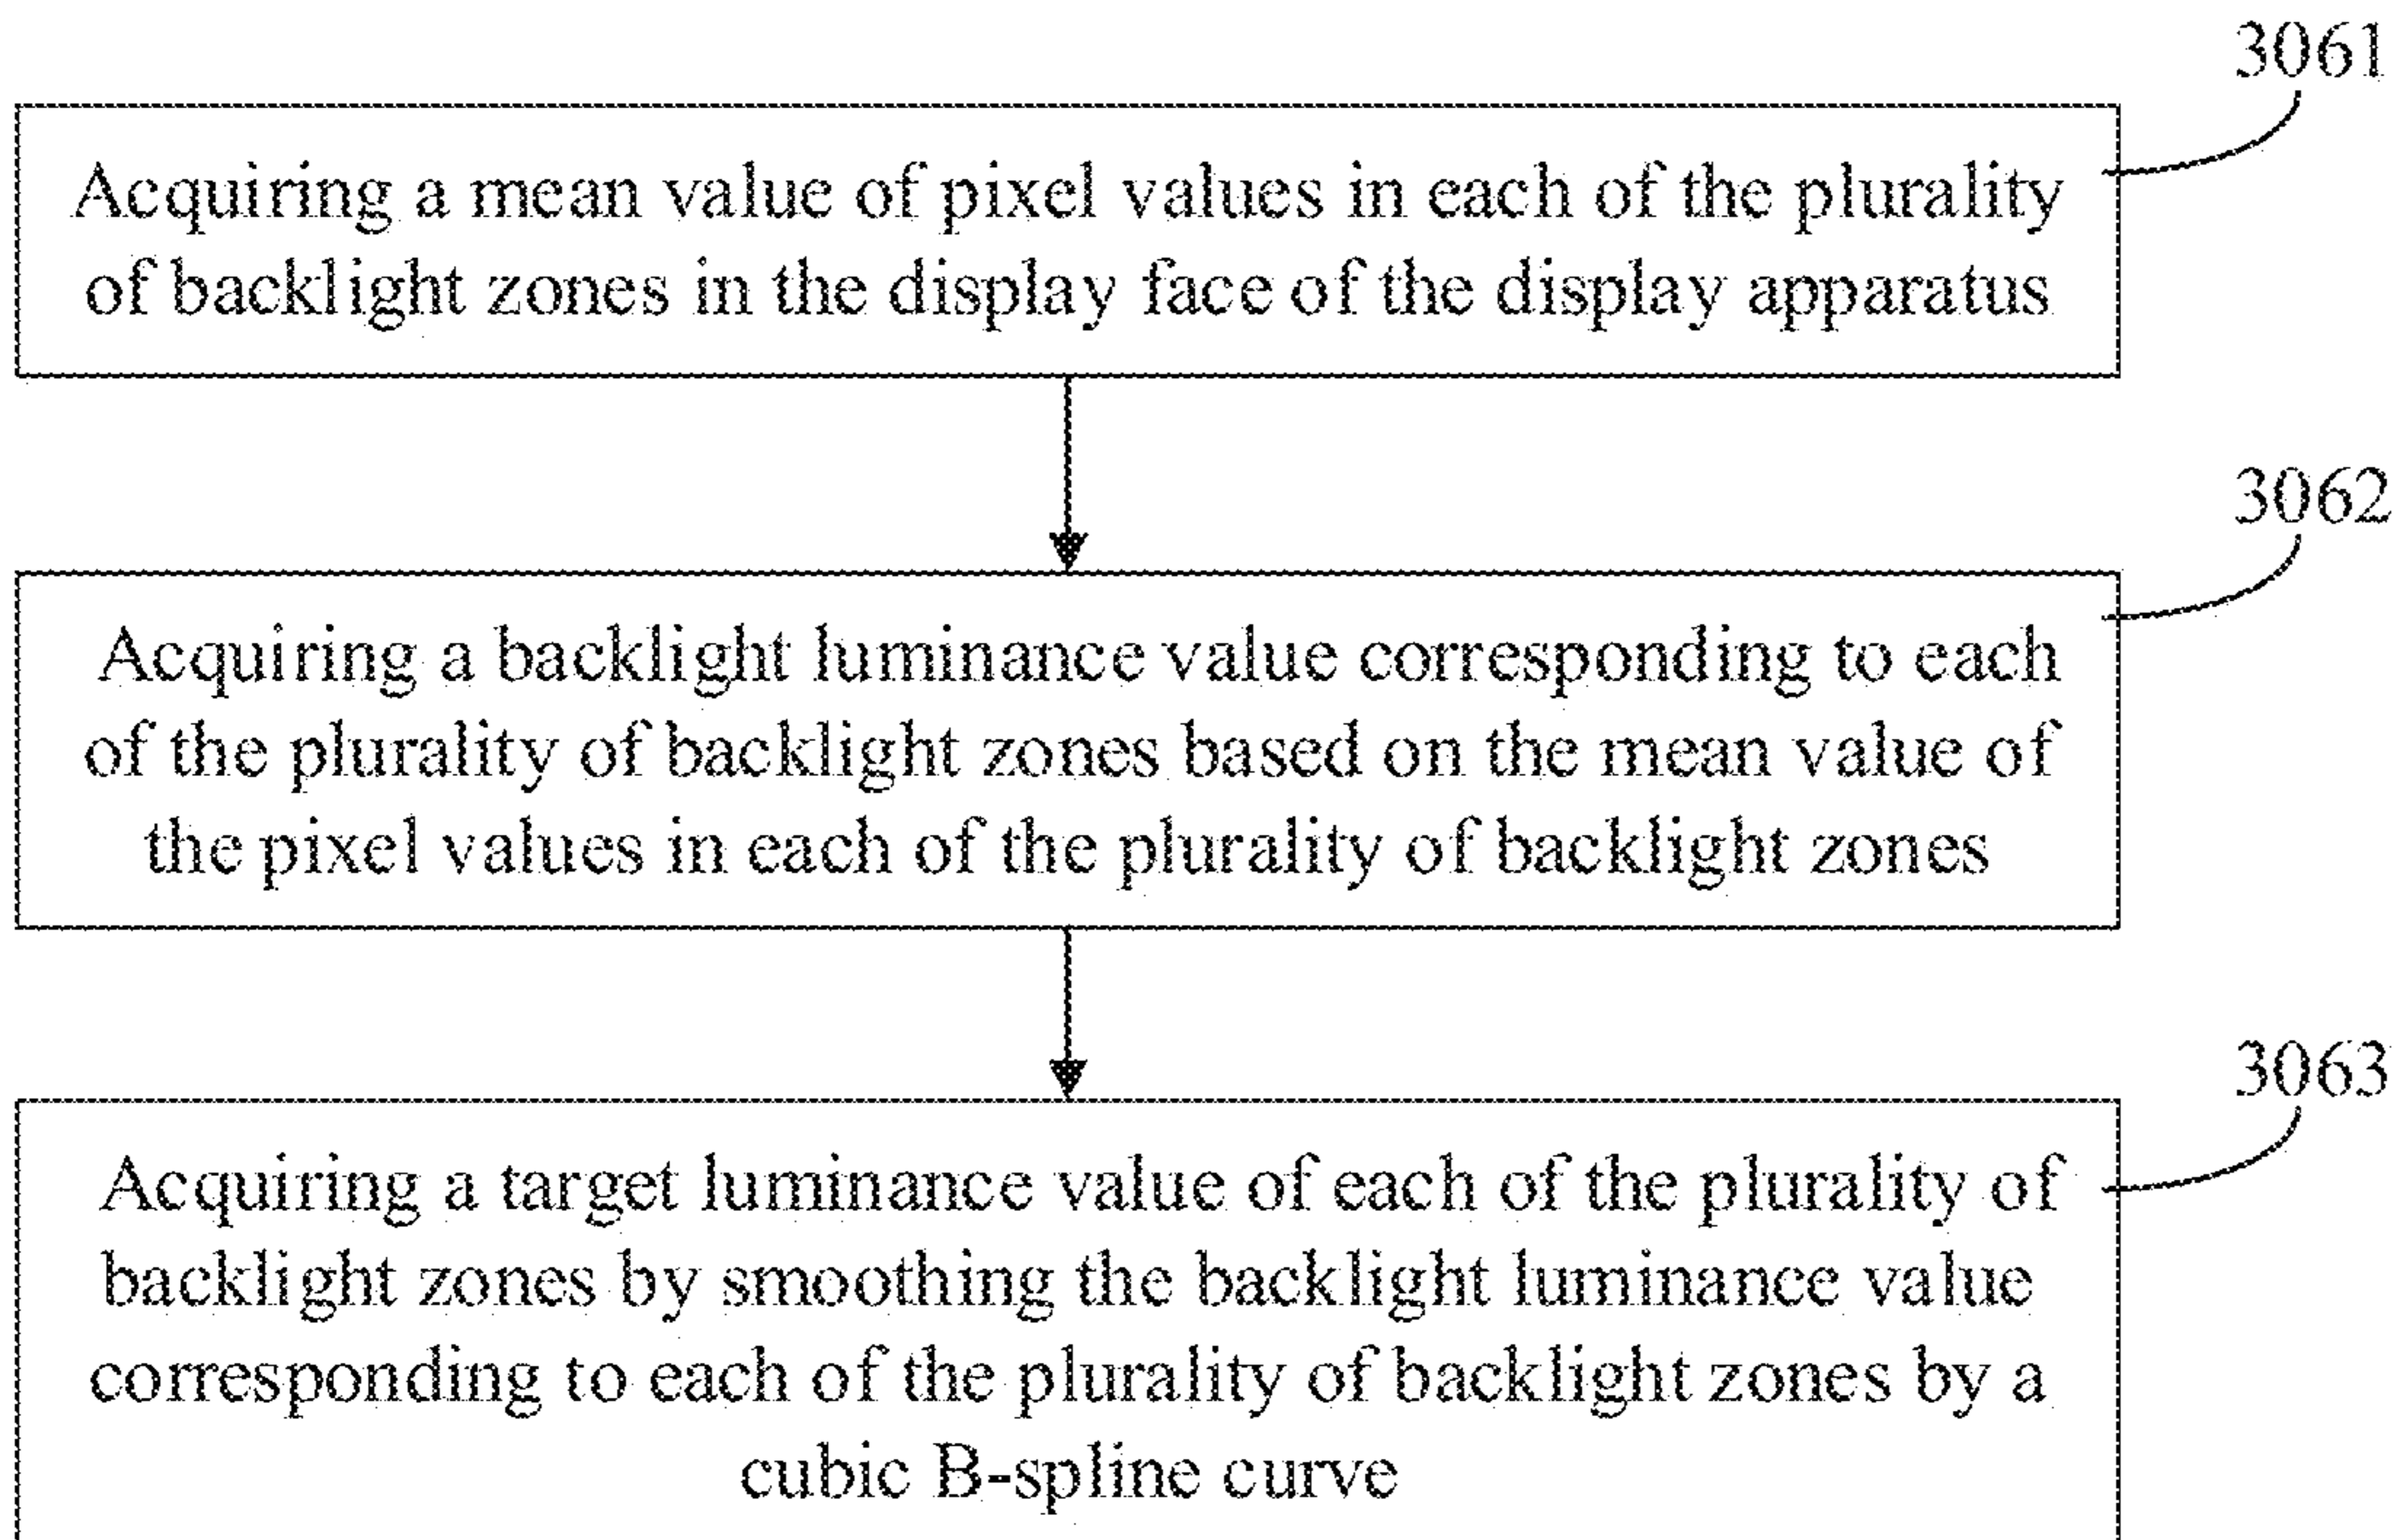 3061
Acquiring a mean value of pixel values in each of the plurality
of backlight zones in the display face of the display apparatus
3062
Acquiring a backlight luminance value corresponding to each
of the plurality of backlight zones based on the mean value of
the pixel values in each of the plurality of backlight zones
3063
Acquiring a target luminance value of each of the plurality of
backlight zones by smoothing the backlight luminance value
corresponding to each of the plurality of backlight zones by a
cubic B-spline curve